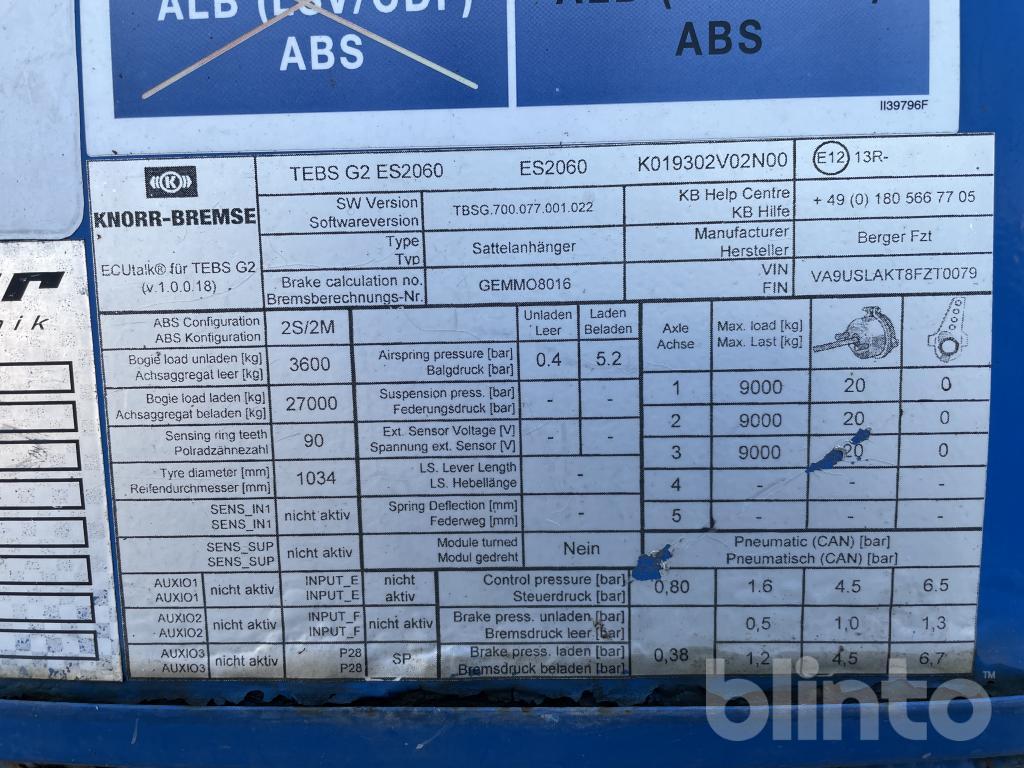 ALB (LSV/CDP)
ABS
ABS
II39796F
KNORR-BREMSE
ECUtalk® für TEBS G2
(v.1.0.0.18)
TEBS G2 ES2060 ES2060 K019302V02N00 E12 13R-
SW Version
Softwareversion
TBSG.700.077.001.022
KB Help Centre
KB Hilfe
+ 49 (0) 180 566 77 05
Type
Typ
Sattelanhänger
Manufacturer
Hersteller
Berger Fzt
Brake calculation no.
Bremsberechnungs-Nr.
GEMMO8016
VIN
FIN
VA9USLAKT8FZT0079
ABS Configuration
ABS Konfiguration
2S/2M
Unladen
Leer
Laden
Beladen
Axle
Achse
Max. load [kg]
Max. Last [kg]
Bogie load unladen [kg]
Achsaggregat leer [kg]
3600
Airspring pressure [bar]
Balgdruck [bar]
0.4 5.2
1 9000 20 0
Bogie load laden [kg]
Achsaggregat beladen [kg]
27000
Suspension press. [bar]
Federungsdruck [bar]
- -
2 9000 20 0
Sensing ring teeth
Polradzähnezahl
90
Ext. Sensor Voltage [V]
Spannung ext. Sensor [V]
- -
3 9000 20 0
Tyre diameter [mm]
Reifendurchmesser [mm]
1034
LS. Lever Length
LS. Hebellänge
-
4 - - -
SENS_IN1
SENS_IN1
nicht aktiv
Spring Deflection [mm]
Federweg [mm]
-
5 - - -
SENS_SUP
SENS_SUP
nicht aktiv
Module turned
Modul gedreht
Nein
Pneumatic (CAN) [bar]
Pneumatisch (CAN) [bar]
AUXIO1
AUXIO1
nicht aktiv
INPUT_E
INPUT_E
nicht
aktiv
Control pressure [bar]
Steuerdruck [bar]
0,80 1.6 4.5 6.5
AUXIO2
AUXIO2
nicht aktiv
INPUT_F
INPUT_F
nicht aktiv
Brake press. unladen [bar]
Bremsdruck leer [bar]
0,5 1,0 1,3
AUXIO3
AUXIO3
nicht aktiv
P28
P28
SP
Brake press. laden [bar]
Bremsdruck beladen [bar]
0,38 1,2 4,5 6,7
nik
blinto™